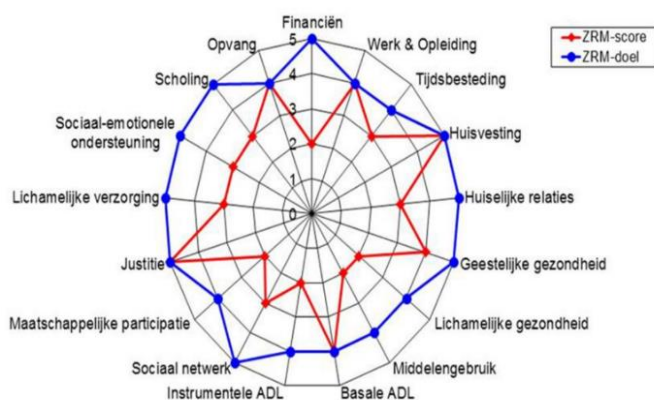 Financiën
Opvang
Werk & Opleiding
Scholing
Tijdsbesteding
Sociaal-emotionele
ondersteuning
Huisvesting
Lichamelijke verzorging
Huiselijke relaties
Justitie
Geestelijke gezondheid
Maatschappelijke participatie
Lichamelijke gezondheid
Sociaal netwerk
Middelengebruik
Instrumentele ADL
Basale ADL
5
4
3
2
1
0
ZRM-score
ZRM-doel